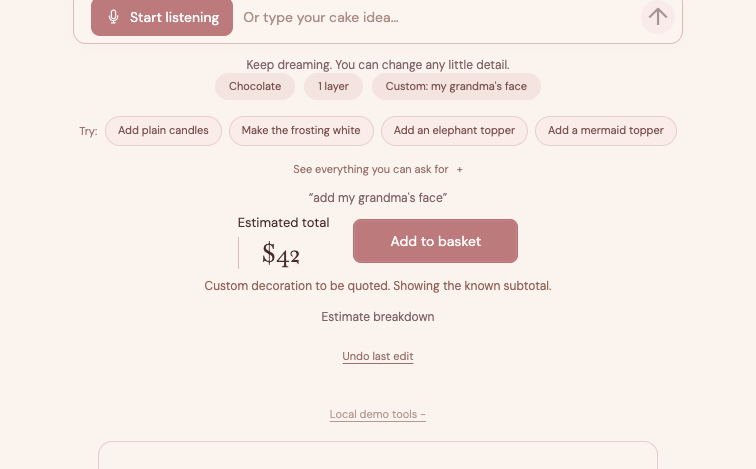 Start listening Or type your cake idea...
Keep dreaming. You can change any little detail.
Chocolate 1 layer Custom: my grandma's face
Try: Add plain candles Make the frosting white Add an elephant topper Add a mermaid topper
See everything you can ask for +
“add my grandma's face”
Estimated total
$42
Add to basket
Custom decoration to be quoted. Showing the known subtotal.
Estimate breakdown
Undo last edit
Local demo tools −